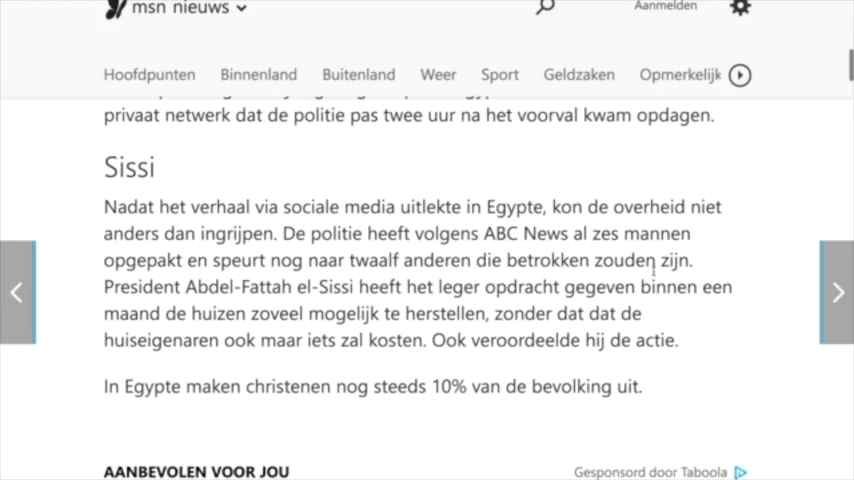 msn nieuws
Aanmelden
Hoofdpunten Binnenland Buitenland Weer Sport Geldzaken Opmerkelijk
privaat netwerk dat de politie pas twee uur na het voorval kwam opdagen.
Sissi
Nadat het verhaal via sociale media uitlekte in Egypte, kon de overheid niet
anders dan ingrijpen. De politie heeft volgens ABC News al zes mannen
opgepakt en speurt nog naar twaalf anderen die betrokken zouden zijn.
President Abdel-Fattah el-Sissi heeft het leger opdracht gegeven binnen een
maand de huizen zoveel mogelijk te herstellen, zonder dat dat de
huiseigenaren ook maar iets zal kosten. Ook veroordeelde hij de actie.
In Egypte maken christenen nog steeds 10% van de bevolking uit.
AANBEVOLEN VOOR JOU
Gesponsord door Taboola